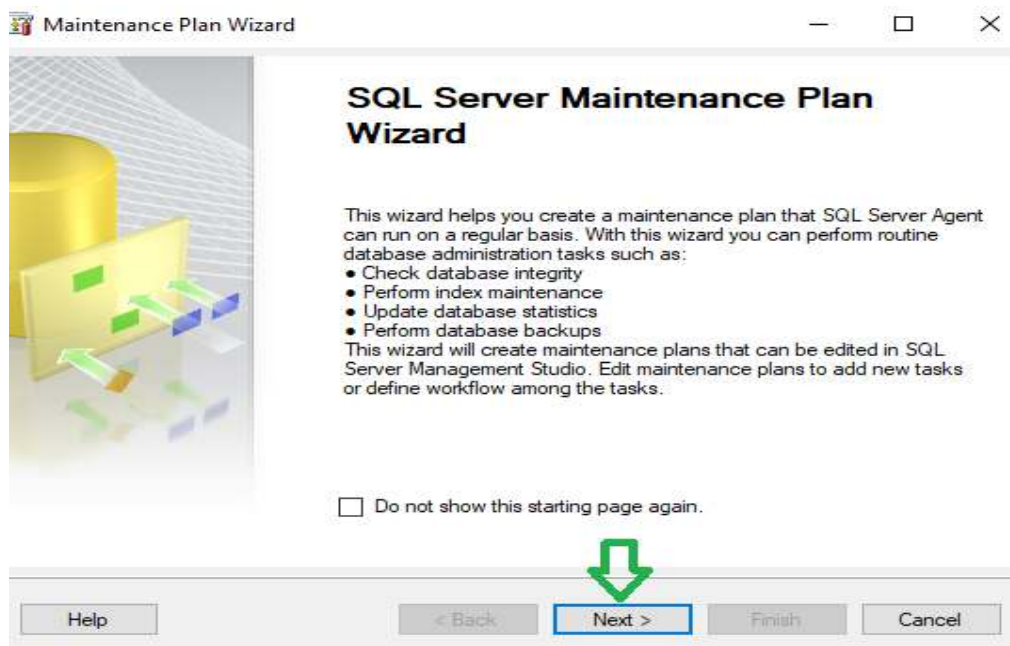 Maintenance Plan Wizard
SQL Server Maintenance Plan
Wizard
This wizard helps you create a maintenance plan that SQL Server Agent
can run on a regular basis. With this wizard you can perform routine
database administration tasks such as:
• Check database integrity
• Perform index maintenance
• Update database statistics
• Perform database backups
This wizard will create maintenance plans that can be edited in SQL
Server Management Studio. Edit maintenance plans to add new tasks
or define workflow among the tasks.
Do not show this starting page again.
Help < Back Next > Finish Cancel